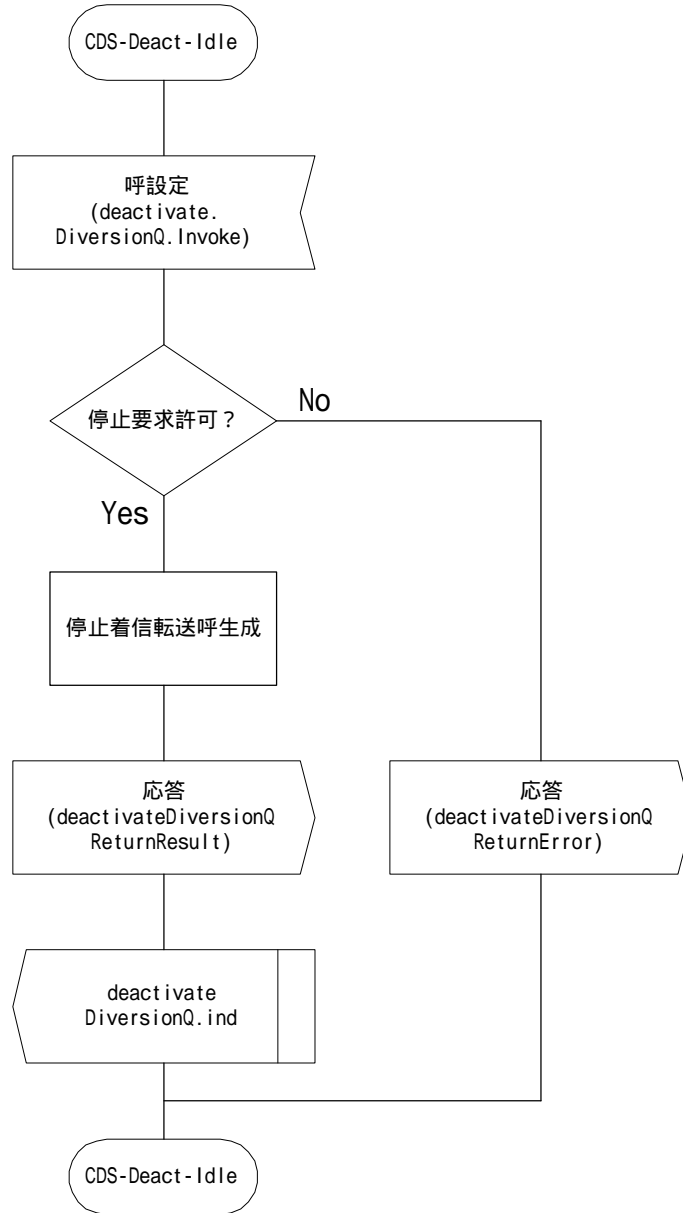 CDS-Deact-Idle
呼設定
(deactivate.
DiversionQ.Invoke)
停止要求許可？
No
Yes
停止着信転送呼生成
応答
(deactivateDiversionQ
ReturnResult)
応答
(deactivateDiversionQ
ReturnError)
deactivate
DiversionQ.ind
CDS-Deact-Idle